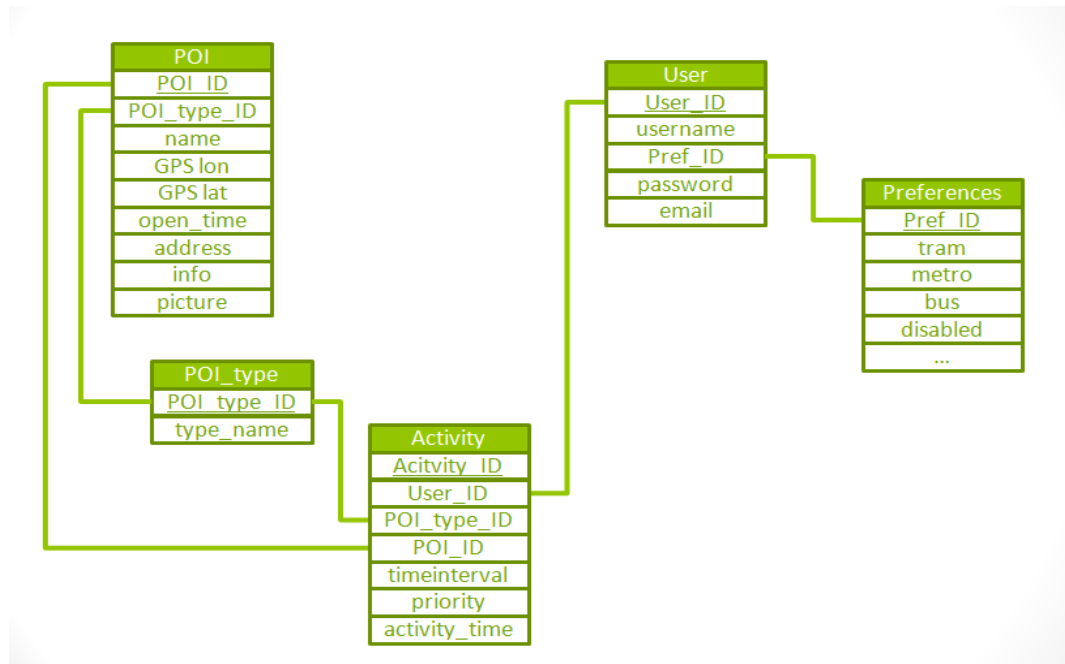 POI
POI_ID
POI_type_ID
name
GPS lon
GPS lat
open_time
address
info
picture
User
User_ID
username
Pref_ID
password
email
Preferences
Pref_ID
tram
metro
bus
disabled
...
POI_type
POI_type_ID
type_name
Activity
Acitvity_ID
User_ID
POI_type_ID
POI_ID
timeinterval
priority
activity_time